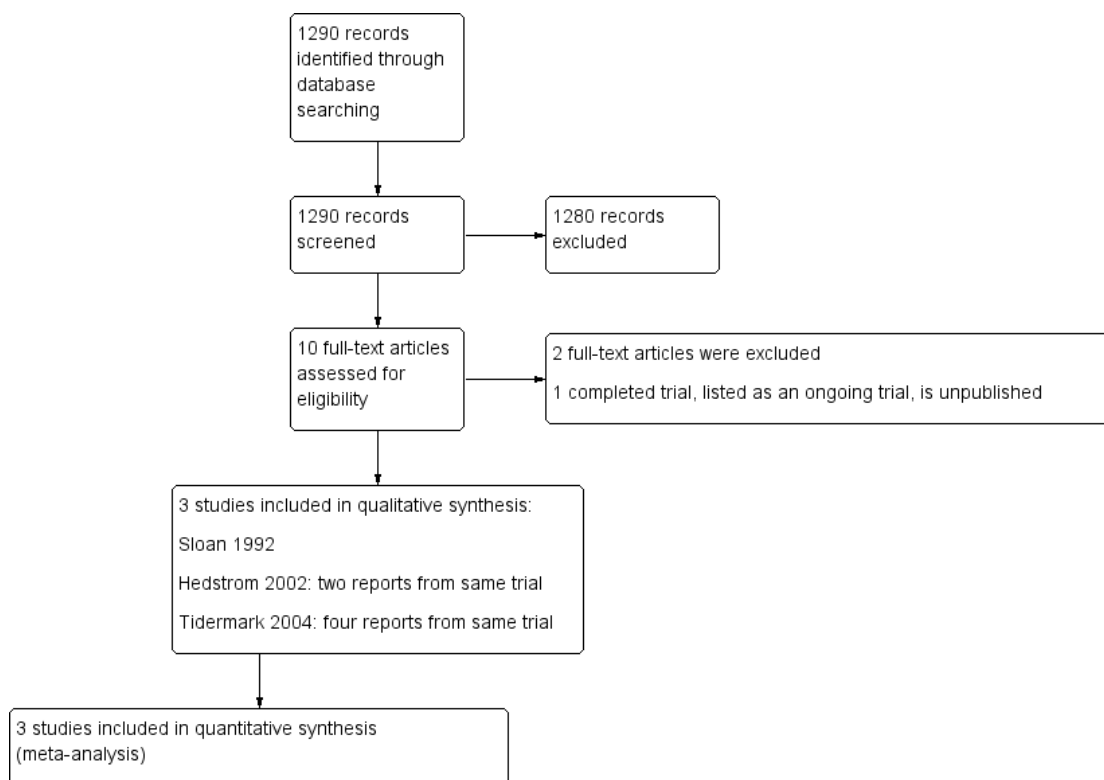 1290 records
identified through
database
searching
1290 records
screened
1280 records
excluded
10 full-text articles
assessed for
eligibility
2 full-text articles were excluded
1 completed trial, listed as an ongoing trial, is unpublished
3 studies included in qualitative synthesis:
Sloan 1992
Hedstrom 2002: two reports from same trial
Tidermark 2004: four reports from same trial
3 studies included in quantitative synthesis
(meta-analysis)